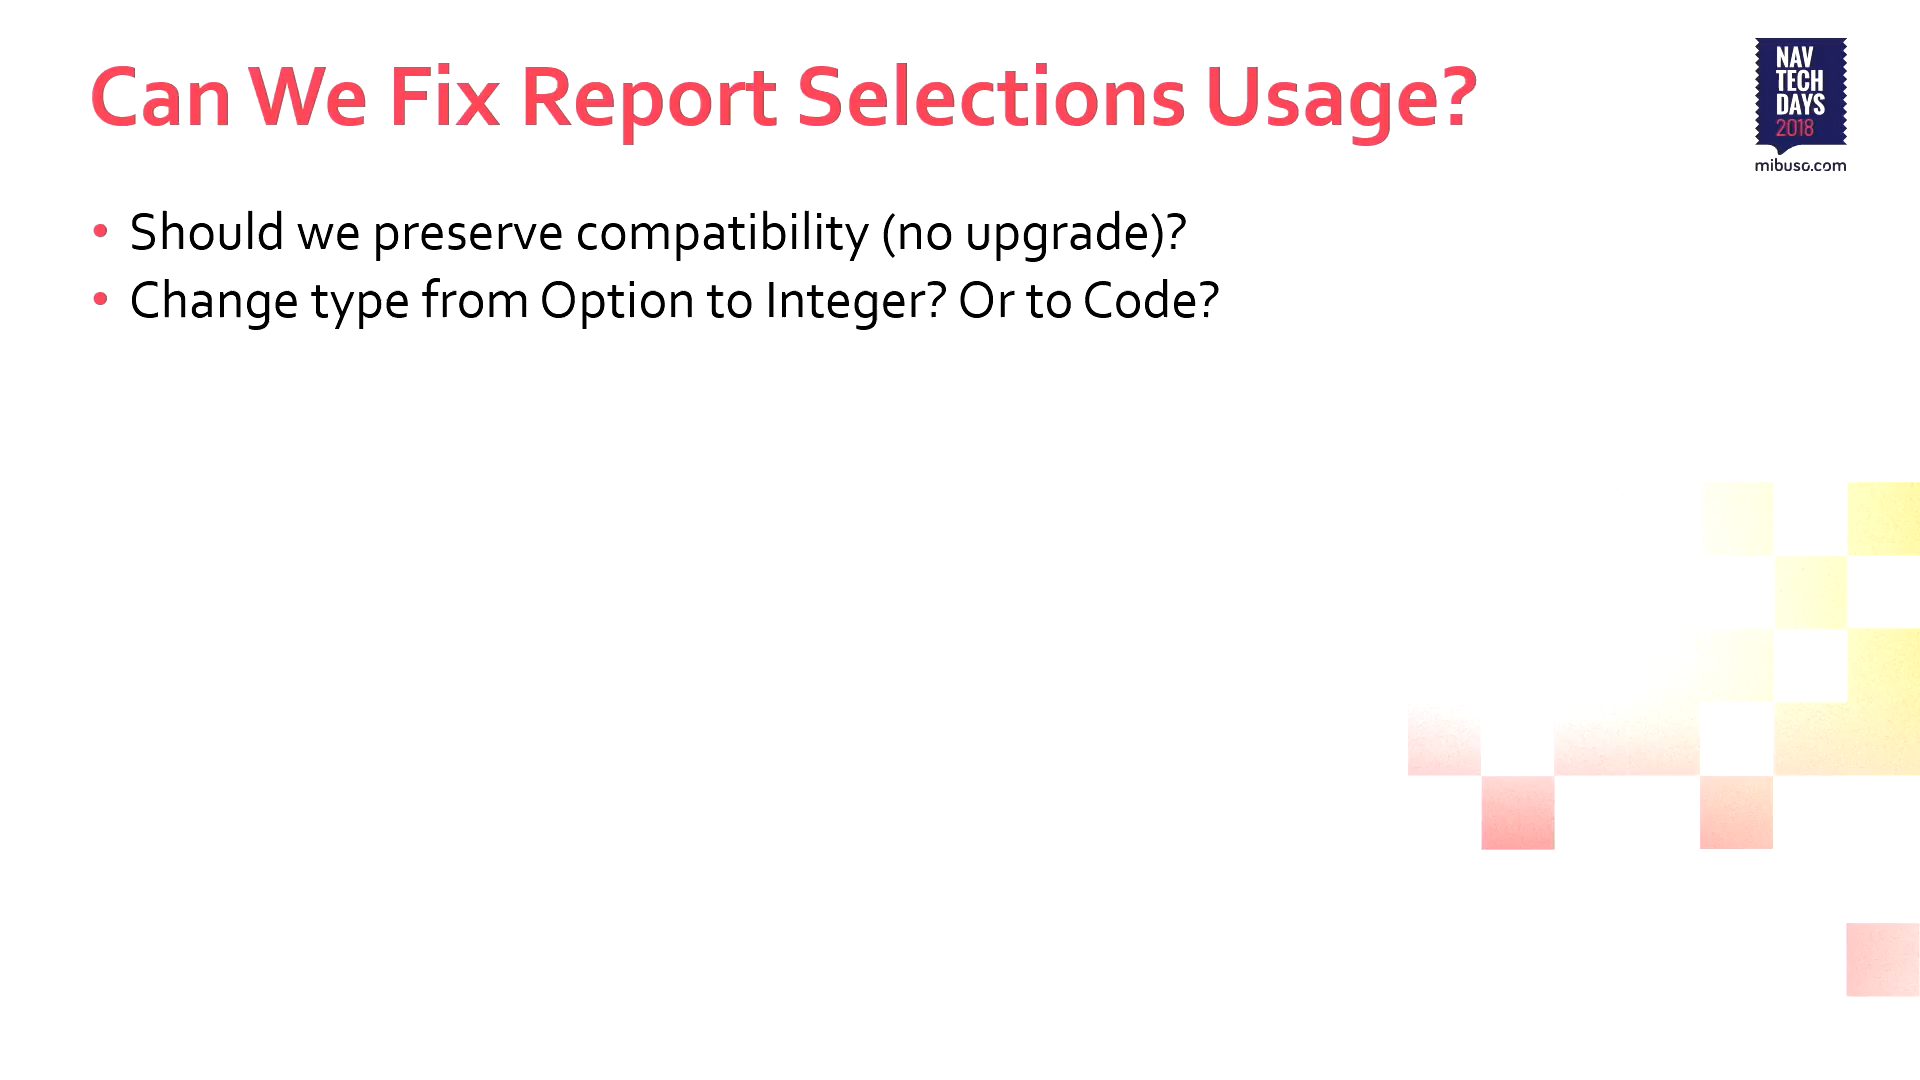 Can We Fix Report Selections Usage?
NAV
TECH
DAYS
2018
mibuso.com
• Should we preserve compatibility (no upgrade)?
• Change type from Option to Integer? Or to Code?